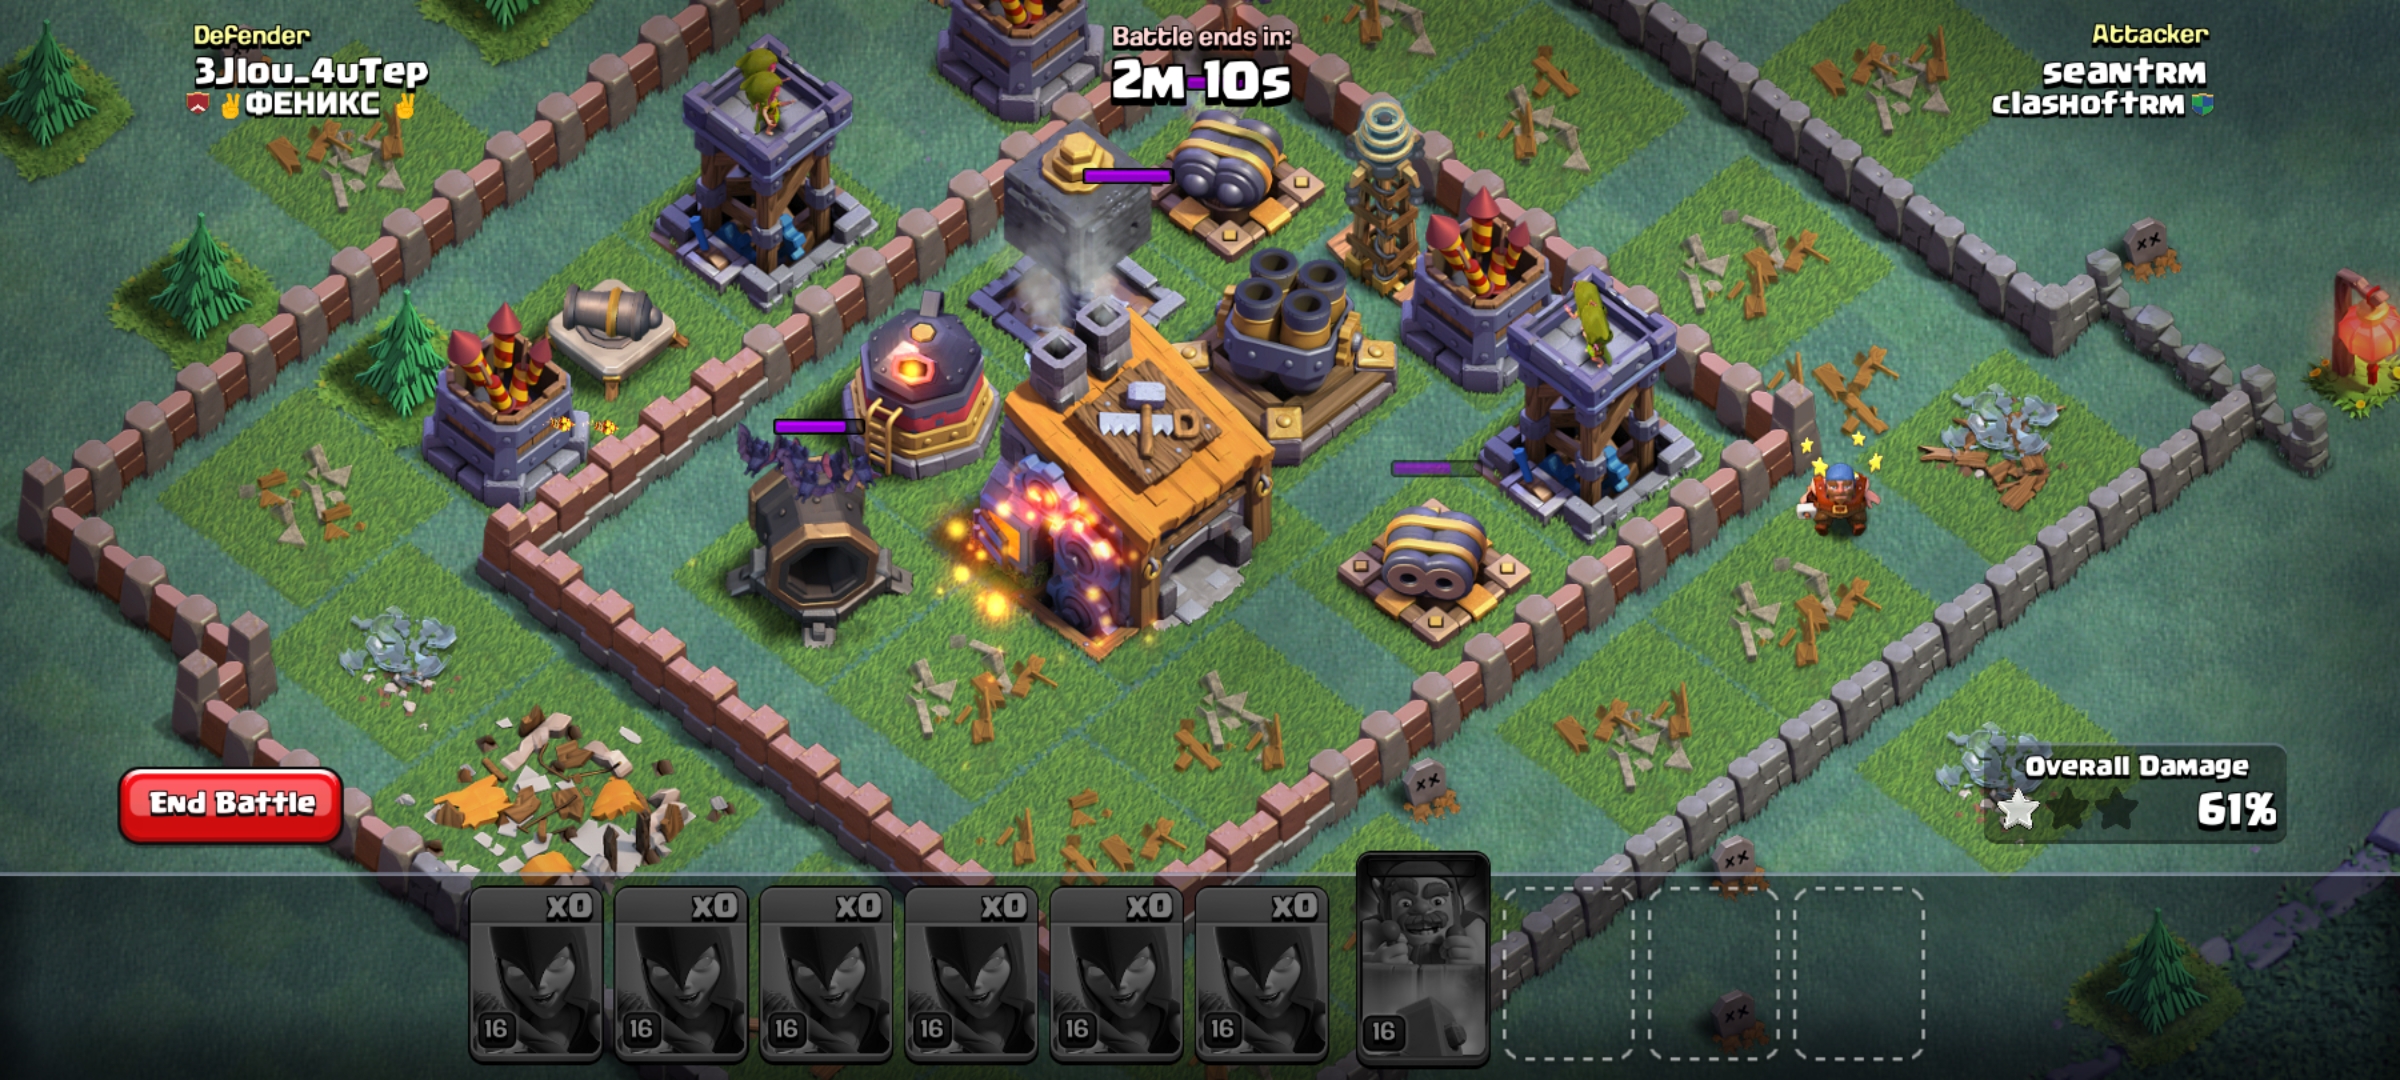 Defender
3Jlou_4uTep
✌ФЕНИКС✌
Battle ends in:
2M 10s
Attacker
seantRM
clashoftRM
End Battle
Overall Damage
61%
x0
x0
x0
x0
x0
x0
16
16
16
16
16
16
16